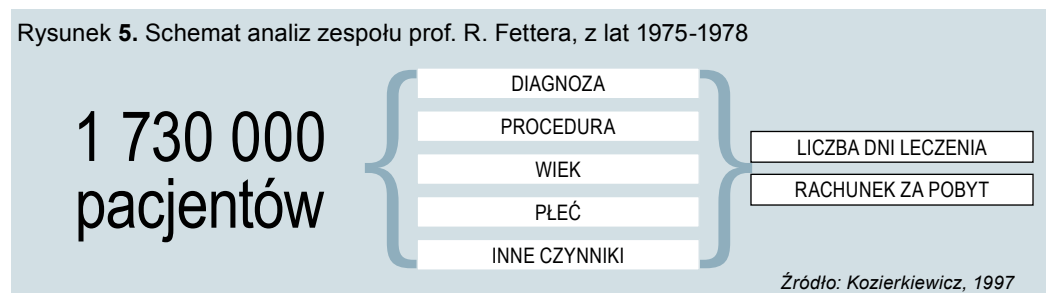 Rysunek 5. Schemat analiz zespołu prof. R. Fettera, z lat 1975-1978
1 730 000
pacjentów
DIAGNOZA
PROCEDURA
WIEK
PŁEĆ
INNE CZYNNIKI
LICZBA DNI LECZENIA
RACHUNEK ZA POBYT
Źródło: Kozierkiewicz, 1997